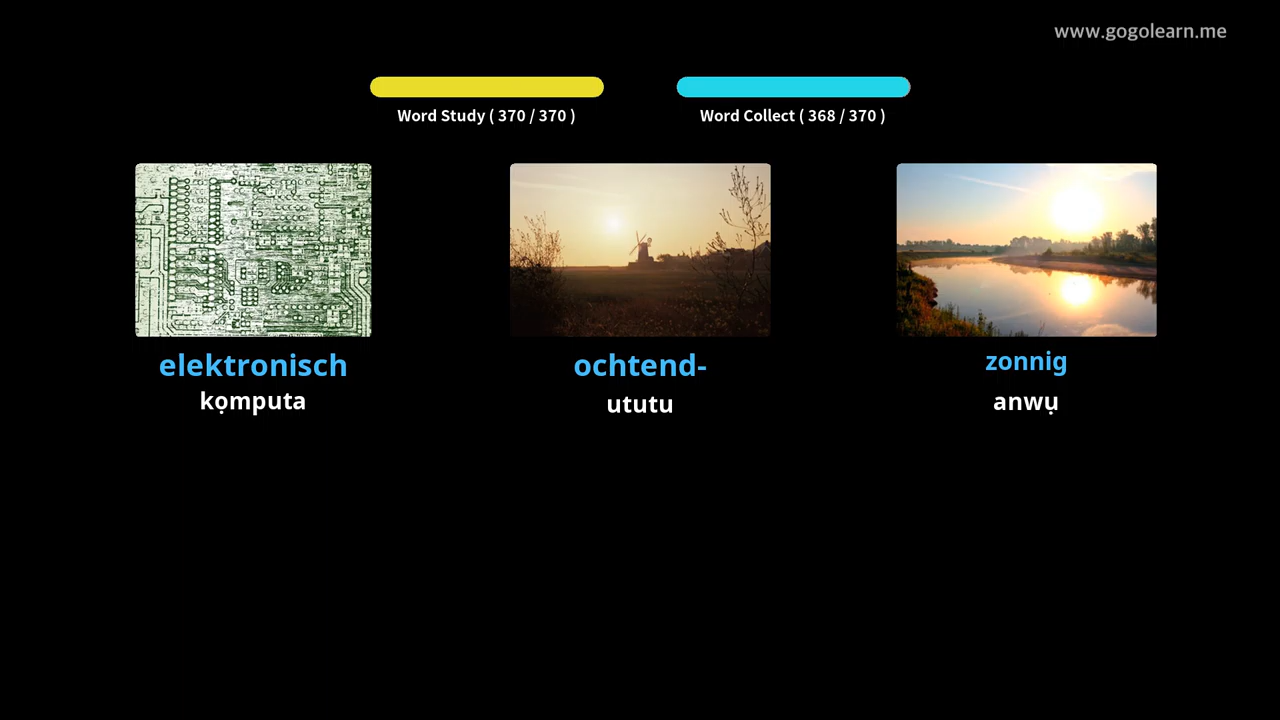 www.gogolearn.me
Word Study ( 370 / 370 )
Word Collect ( 368 / 370 )
elektronisch
kọmputa
ochtend-
ututu
zonnig
anwụ